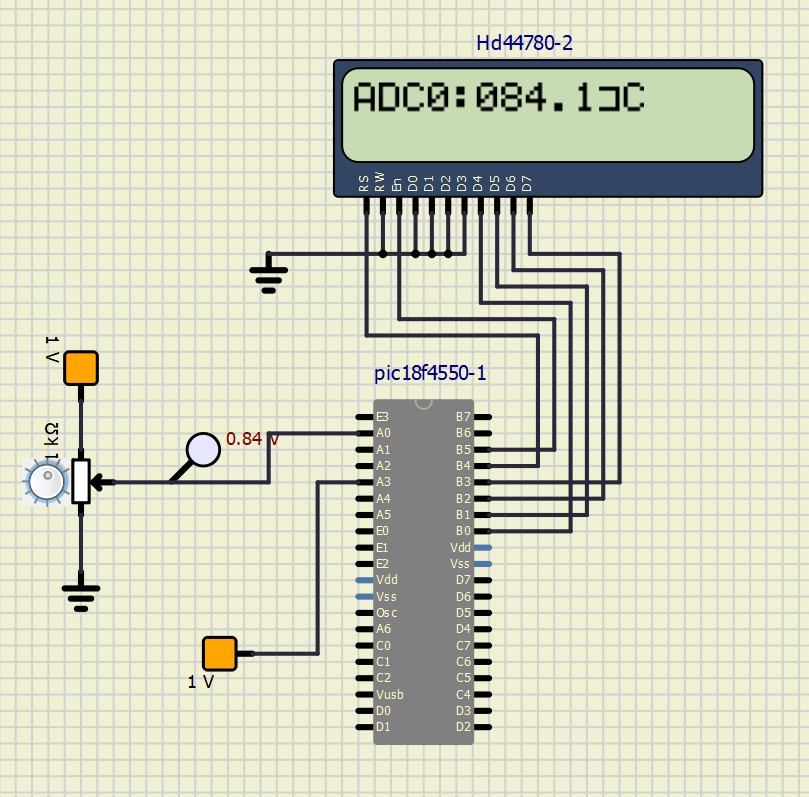 Hd44780-2
ADC0:084.1⊐C
RS RW En D0 D1 D2 D3 D4 D5 D6 D7
1 V
pic18f4550-1
1 kΩ
0.84 V
E3 B7
A0 B6
A1 B5
A2 B4
A3 B3
A4 B2
A5 B1
E0 B0
E1 Vdd
E2 Vss
Vdd D7
Vss D6
Osc D5
A6 D4
C0 C7
C1 C6
C2 C5
Vusb C4
D0 D3
D1 D2
1 V